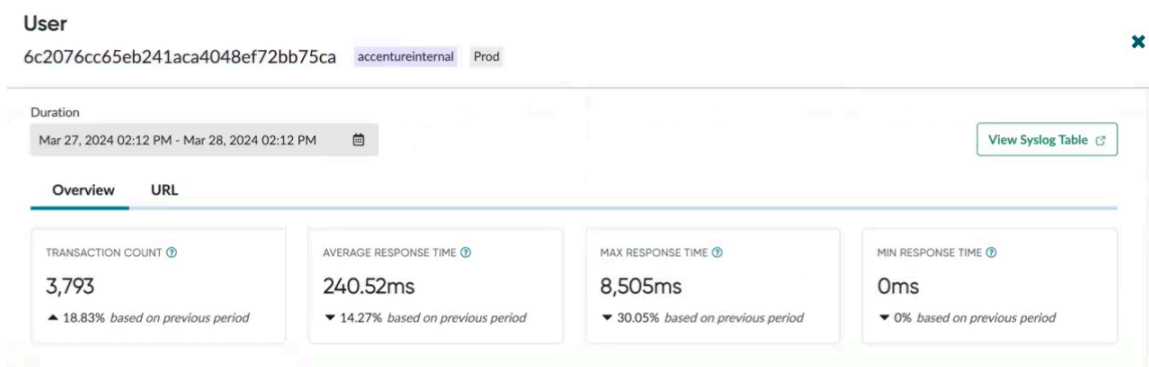 User
6c2076cc65eb241aca4048ef72bb75ca accentureinternal Prod
Duration
Mar 27, 2024 02:12 PM - Mar 28, 2024 02:12 PM
View Syslog Table
Overview URL
TRANSACTION COUNT
3,793
▲ 18.83% based on previous period
AVERAGE RESPONSE TIME
240.52ms
▼ 14.27% based on previous period
MAX RESPONSE TIME
8,505ms
▼ 30.05% based on previous period
MIN RESPONSE TIME
0ms
▼ 0% based on previous period